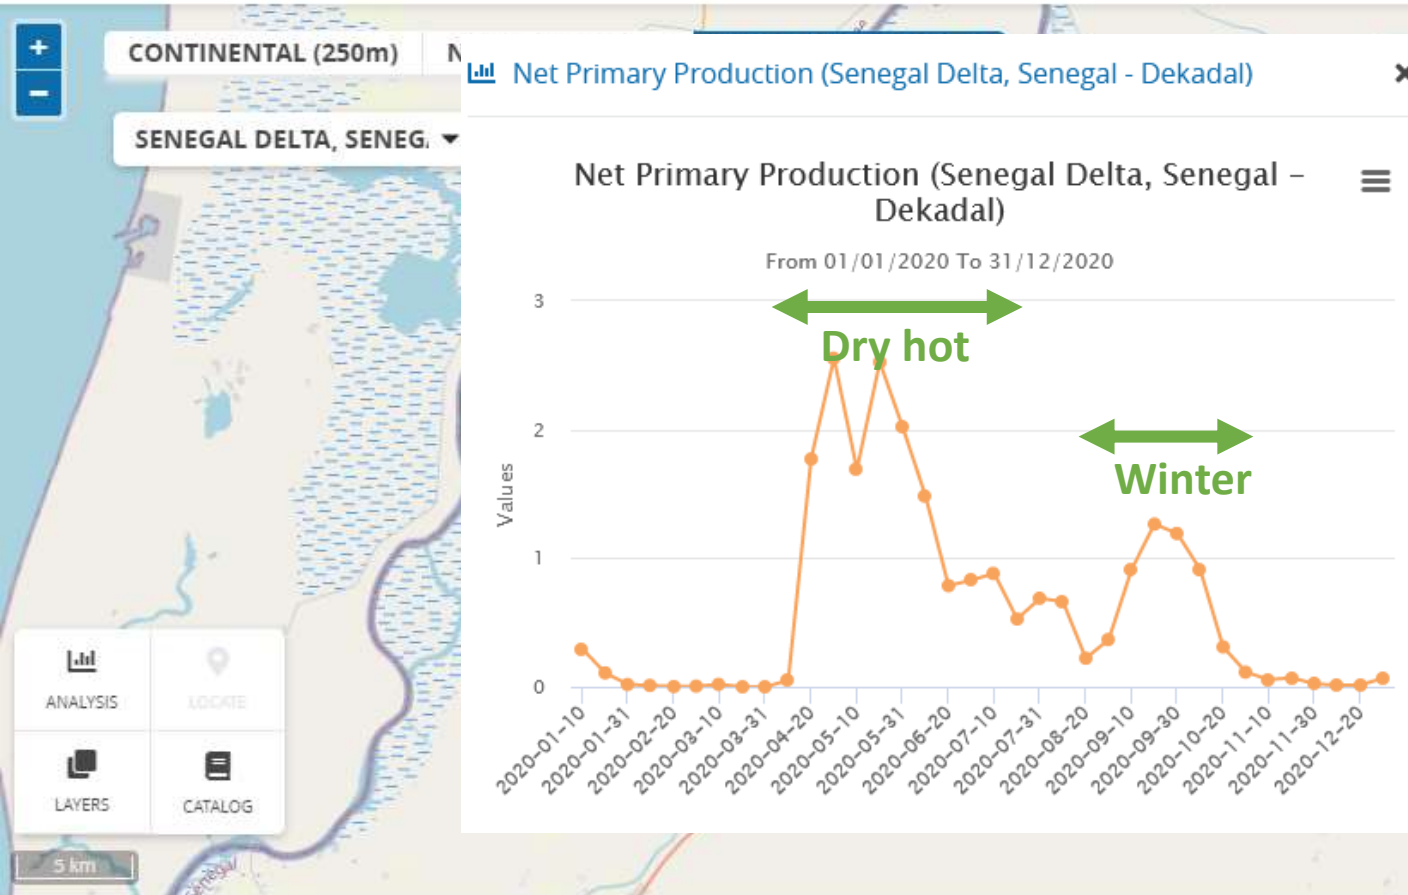 +
−
CONTINENTAL (250m)
N
SENEGAL DELTA, SENEG.
Net Primary Production (Senegal Delta, Senegal - Dekadal)
Net Primary Production (Senegal Delta, Senegal –
Dekadal)
From 01/01/2020 To 31/12/2020
Dry hot
Winter
Values
3
2
1
0
2020-01-10
2020-01-31
2020-02-20
2020-03-10
2020-03-31
2020-04-20
2020-05-10
2020-05-31
2020-06-20
2020-07-10
2020-07-31
2020-08-20
2020-09-10
2020-09-30
2020-10-20
2020-11-10
2020-11-30
2020-12-20
ANALYSIS
LOCATE
LAYERS
CATALOG
5 km
Senegal